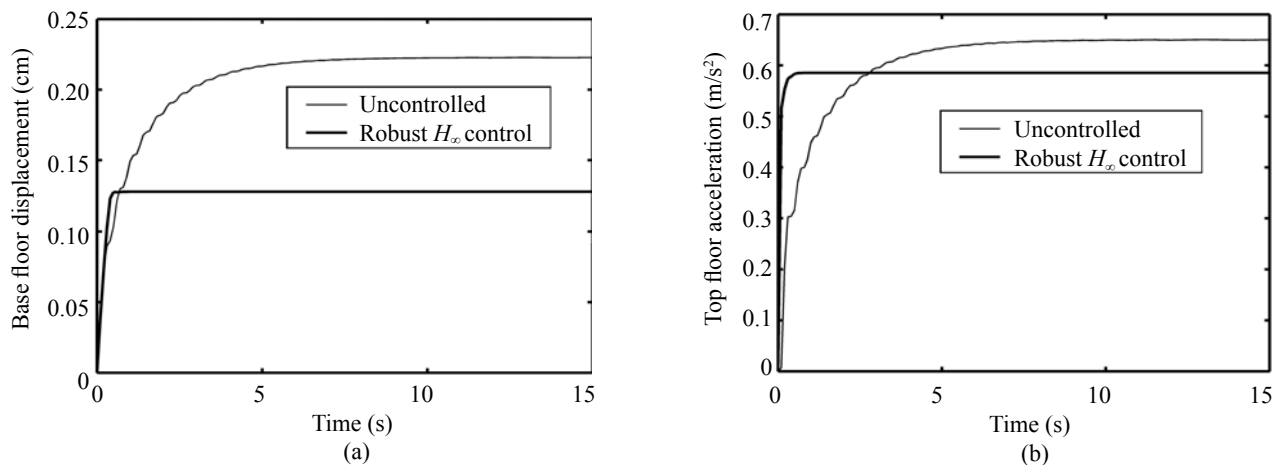 Base floor displacement (cm)
0.25
0.20
0.15
0.10
0.05
0
Uncontrolled
Robust H∞ control
0
5
10
15
Time (s)
(a)
Top floor acceleration (m/s²)
0.7
0.6
0.5
0.4
0.3
0.2
0.1
0
Uncontrolled
Robust H∞ control
0
5
10
15
Time (s)
(b)